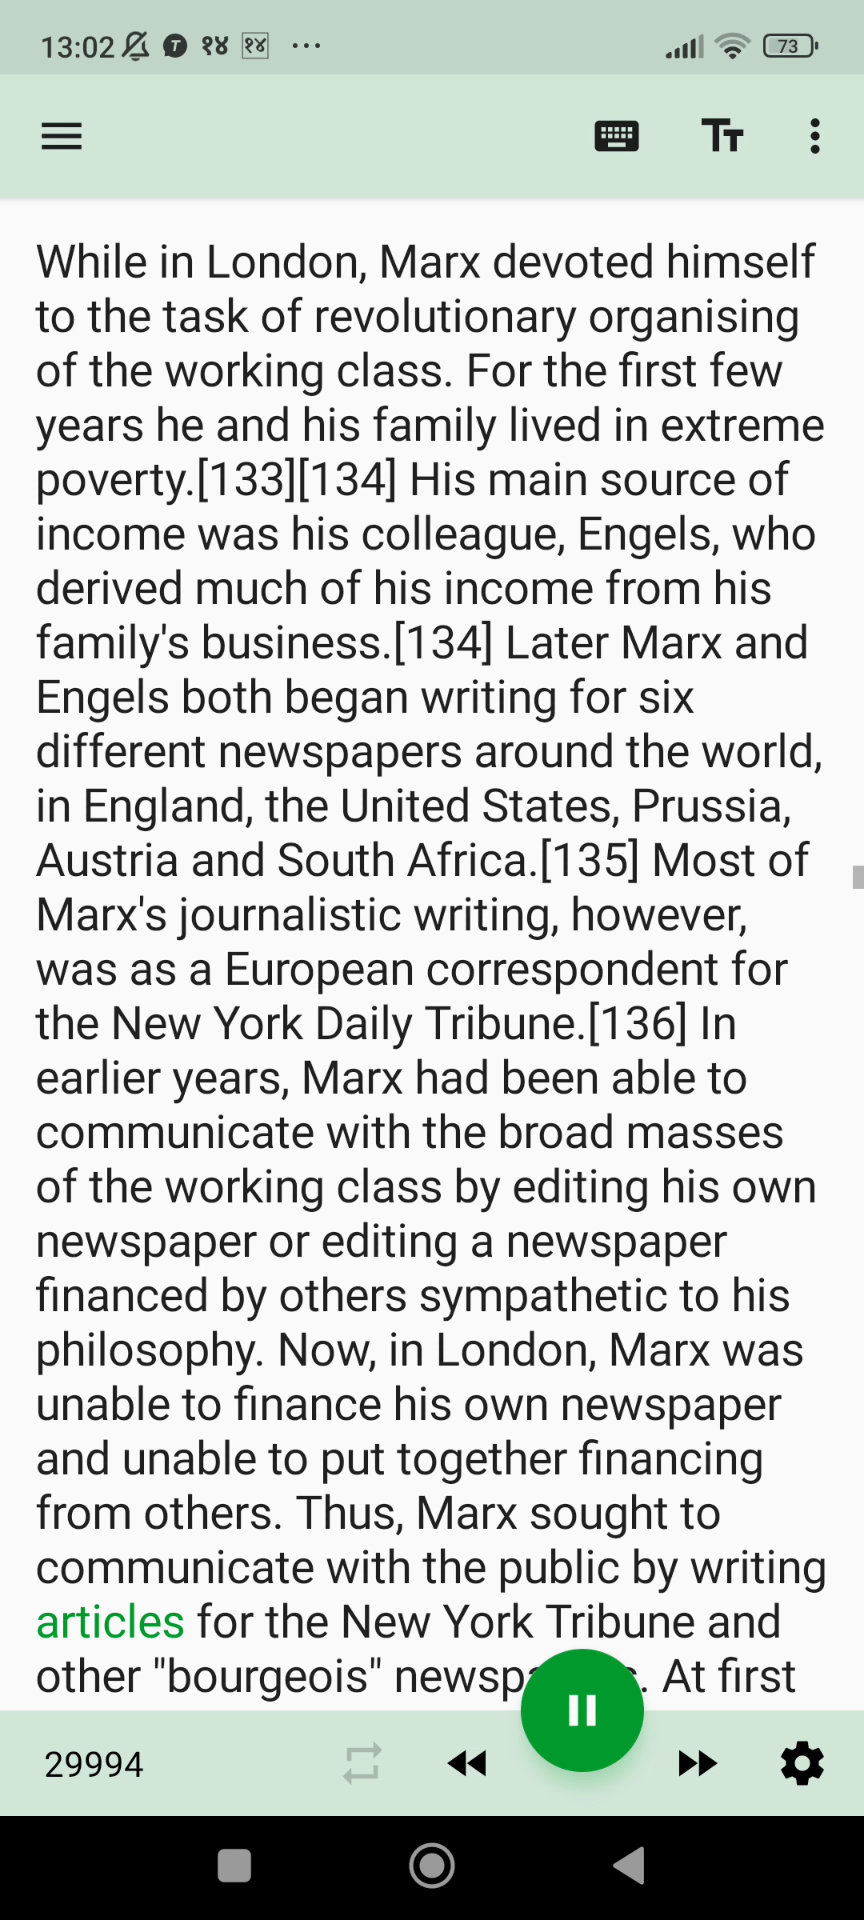 13:02 T १४ १४ ... 73
While in London, Marx devoted himself
to the task of revolutionary organising
of the working class. For the first few
years he and his family lived in extreme
poverty.[133][134] His main source of
income was his colleague, Engels, who
derived much of his income from his
family's business.[134] Later Marx and
Engels both began writing for six
different newspapers around the world,
in England, the United States, Prussia,
Austria and South Africa.[135] Most of
Marx's journalistic writing, however,
was as a European correspondent for
the New York Daily Tribune.[136] In
earlier years, Marx had been able to
communicate with the broad masses
of the working class by editing his own
newspaper or editing a newspaper
financed by others sympathetic to his
philosophy. Now, in London, Marx was
unable to finance his own newspaper
and unable to put together financing
from others. Thus, Marx sought to
communicate with the public by writing
articles for the New York Tribune and
other "bourgeois" . At first
29994